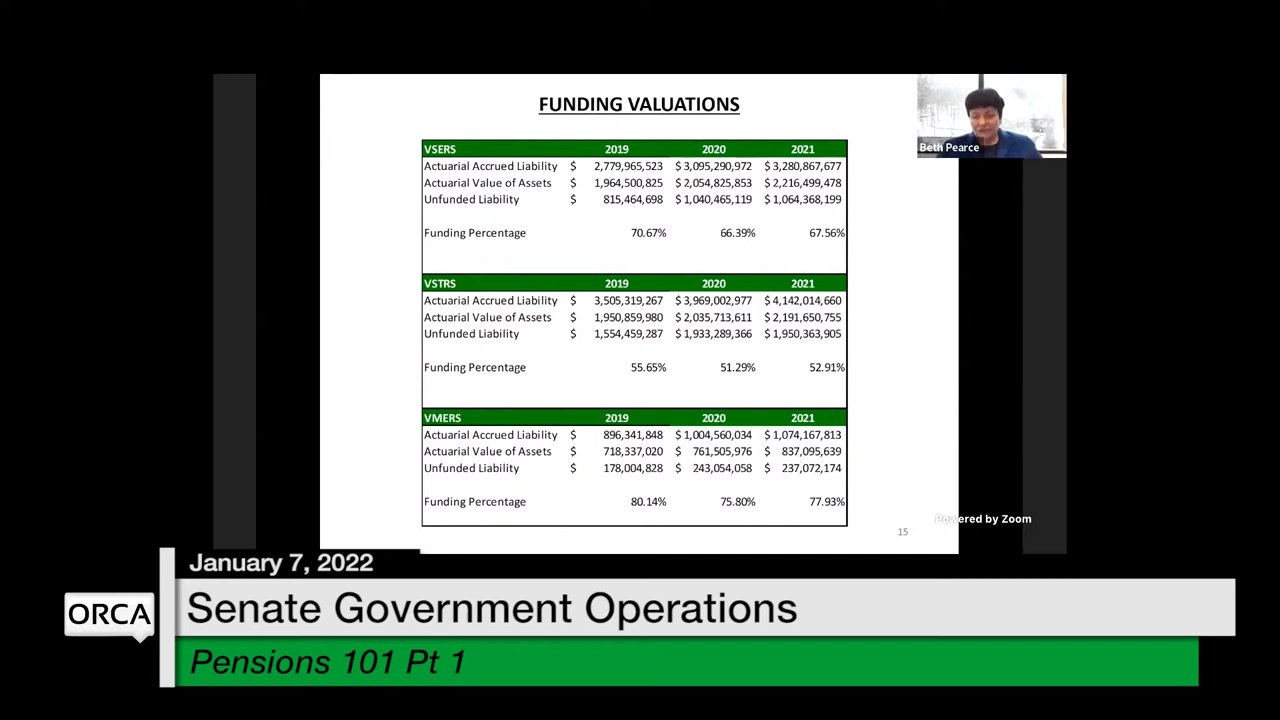 FUNDING VALUATIONS
Beth Pearce
VSERS 2019 2020 2021
Actuarial Accrued Liability $ 2,779,965,523 $ 3,095,290,972 $ 3,280,867,677
Actuarial Value of Assets $ 1,964,500,825 $ 2,054,825,853 $ 2,216,499,478
Unfunded Liability $ 815,464,698 $ 1,040,465,119 $ 1,064,368,199
Funding Percentage 70.67% 66.39% 67.56%
VSTRS 2019 2020 2021
Actuarial Accrued Liability $ 3,505,319,267 $ 3,969,002,977 $ 4,142,014,660
Actuarial Value of Assets $ 1,950,859,980 $ 2,035,713,611 $ 2,191,650,755
Unfunded Liability $ 1,554,459,287 $ 1,933,289,366 $ 1,950,363,905
Funding Percentage 55.65% 51.29% 52.91%
VMERS 2019 2020 2021
Actuarial Accrued Liability $ 896,341,848 $ 1,004,560,034 $ 1,074,167,813
Actuarial Value of Assets $ 718,337,020 $ 761,505,976 $ 837,095,639
Unfunded Liability $ 178,004,828 $ 243,054,058 $ 237,072,174
Funding Percentage 80.14% 75.80% 77.93%
Powered by Zoom
15
January 7, 2022
ORCA
Senate Government Operations
Pensions 101 Pt 1